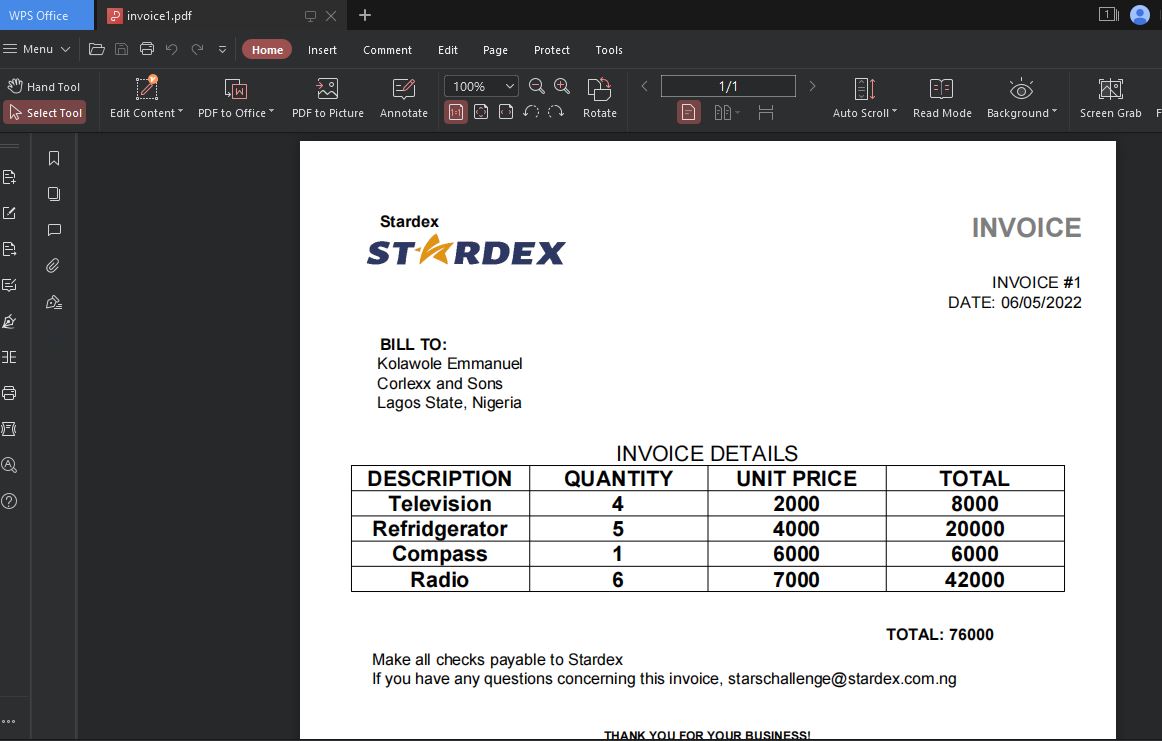 WPS Office invoice1.pdf 1
Menu Home Insert Comment Edit Page Protect Tools
Hand Tool 100% 1/1
Select Tool Edit Content PDF to Office PDF to Picture Annotate 1:1 Rotate Auto Scroll Read Mode Background Screen Grab F
Stardex
STARDEX
INVOICE
INVOICE #1
DATE: 06/05/2022
BILL TO:
Kolawole Emmanuel
Corlexx and Sons
Lagos State, Nigeria
INVOICE DETAILS
DESCRIPTION QUANTITY UNIT PRICE TOTAL
Television 4 2000 8000
Refridgerator 5 4000 20000
Compass 1 6000 6000
Radio 6 7000 42000
TOTAL: 76000
Make all checks payable to Stardex
If you have any questions concerning this invoice, starschallenge@stardex.com.ng
THANK YOU FOR YOUR BUSINESS!